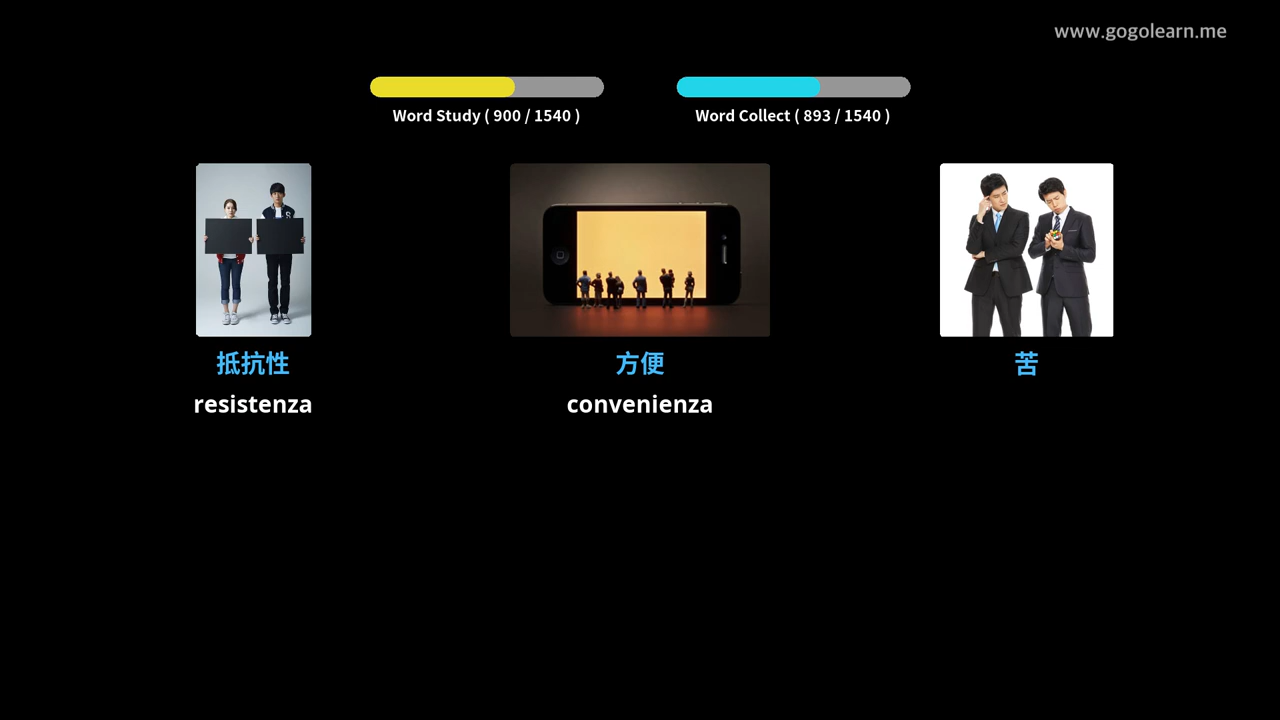 www.gogolearn.me
Word Study ( 900 / 1540 )
Word Collect ( 893 / 1540 )
抵抗性
方便
苦
resistenza
convenienza